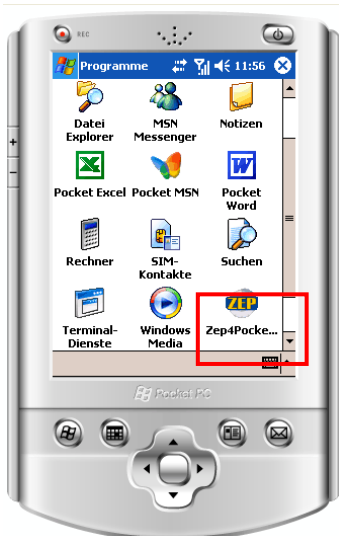 REC
Programme 11:56
Datei Explorer
MSN Messenger
Notizen
Pocket Excel
Pocket MSN
Pocket Word
Rechner
SIM-Kontakte
Suchen
Terminal-Dienste
Windows Media
ZEP
Zep4Pocke...
Pocket PC